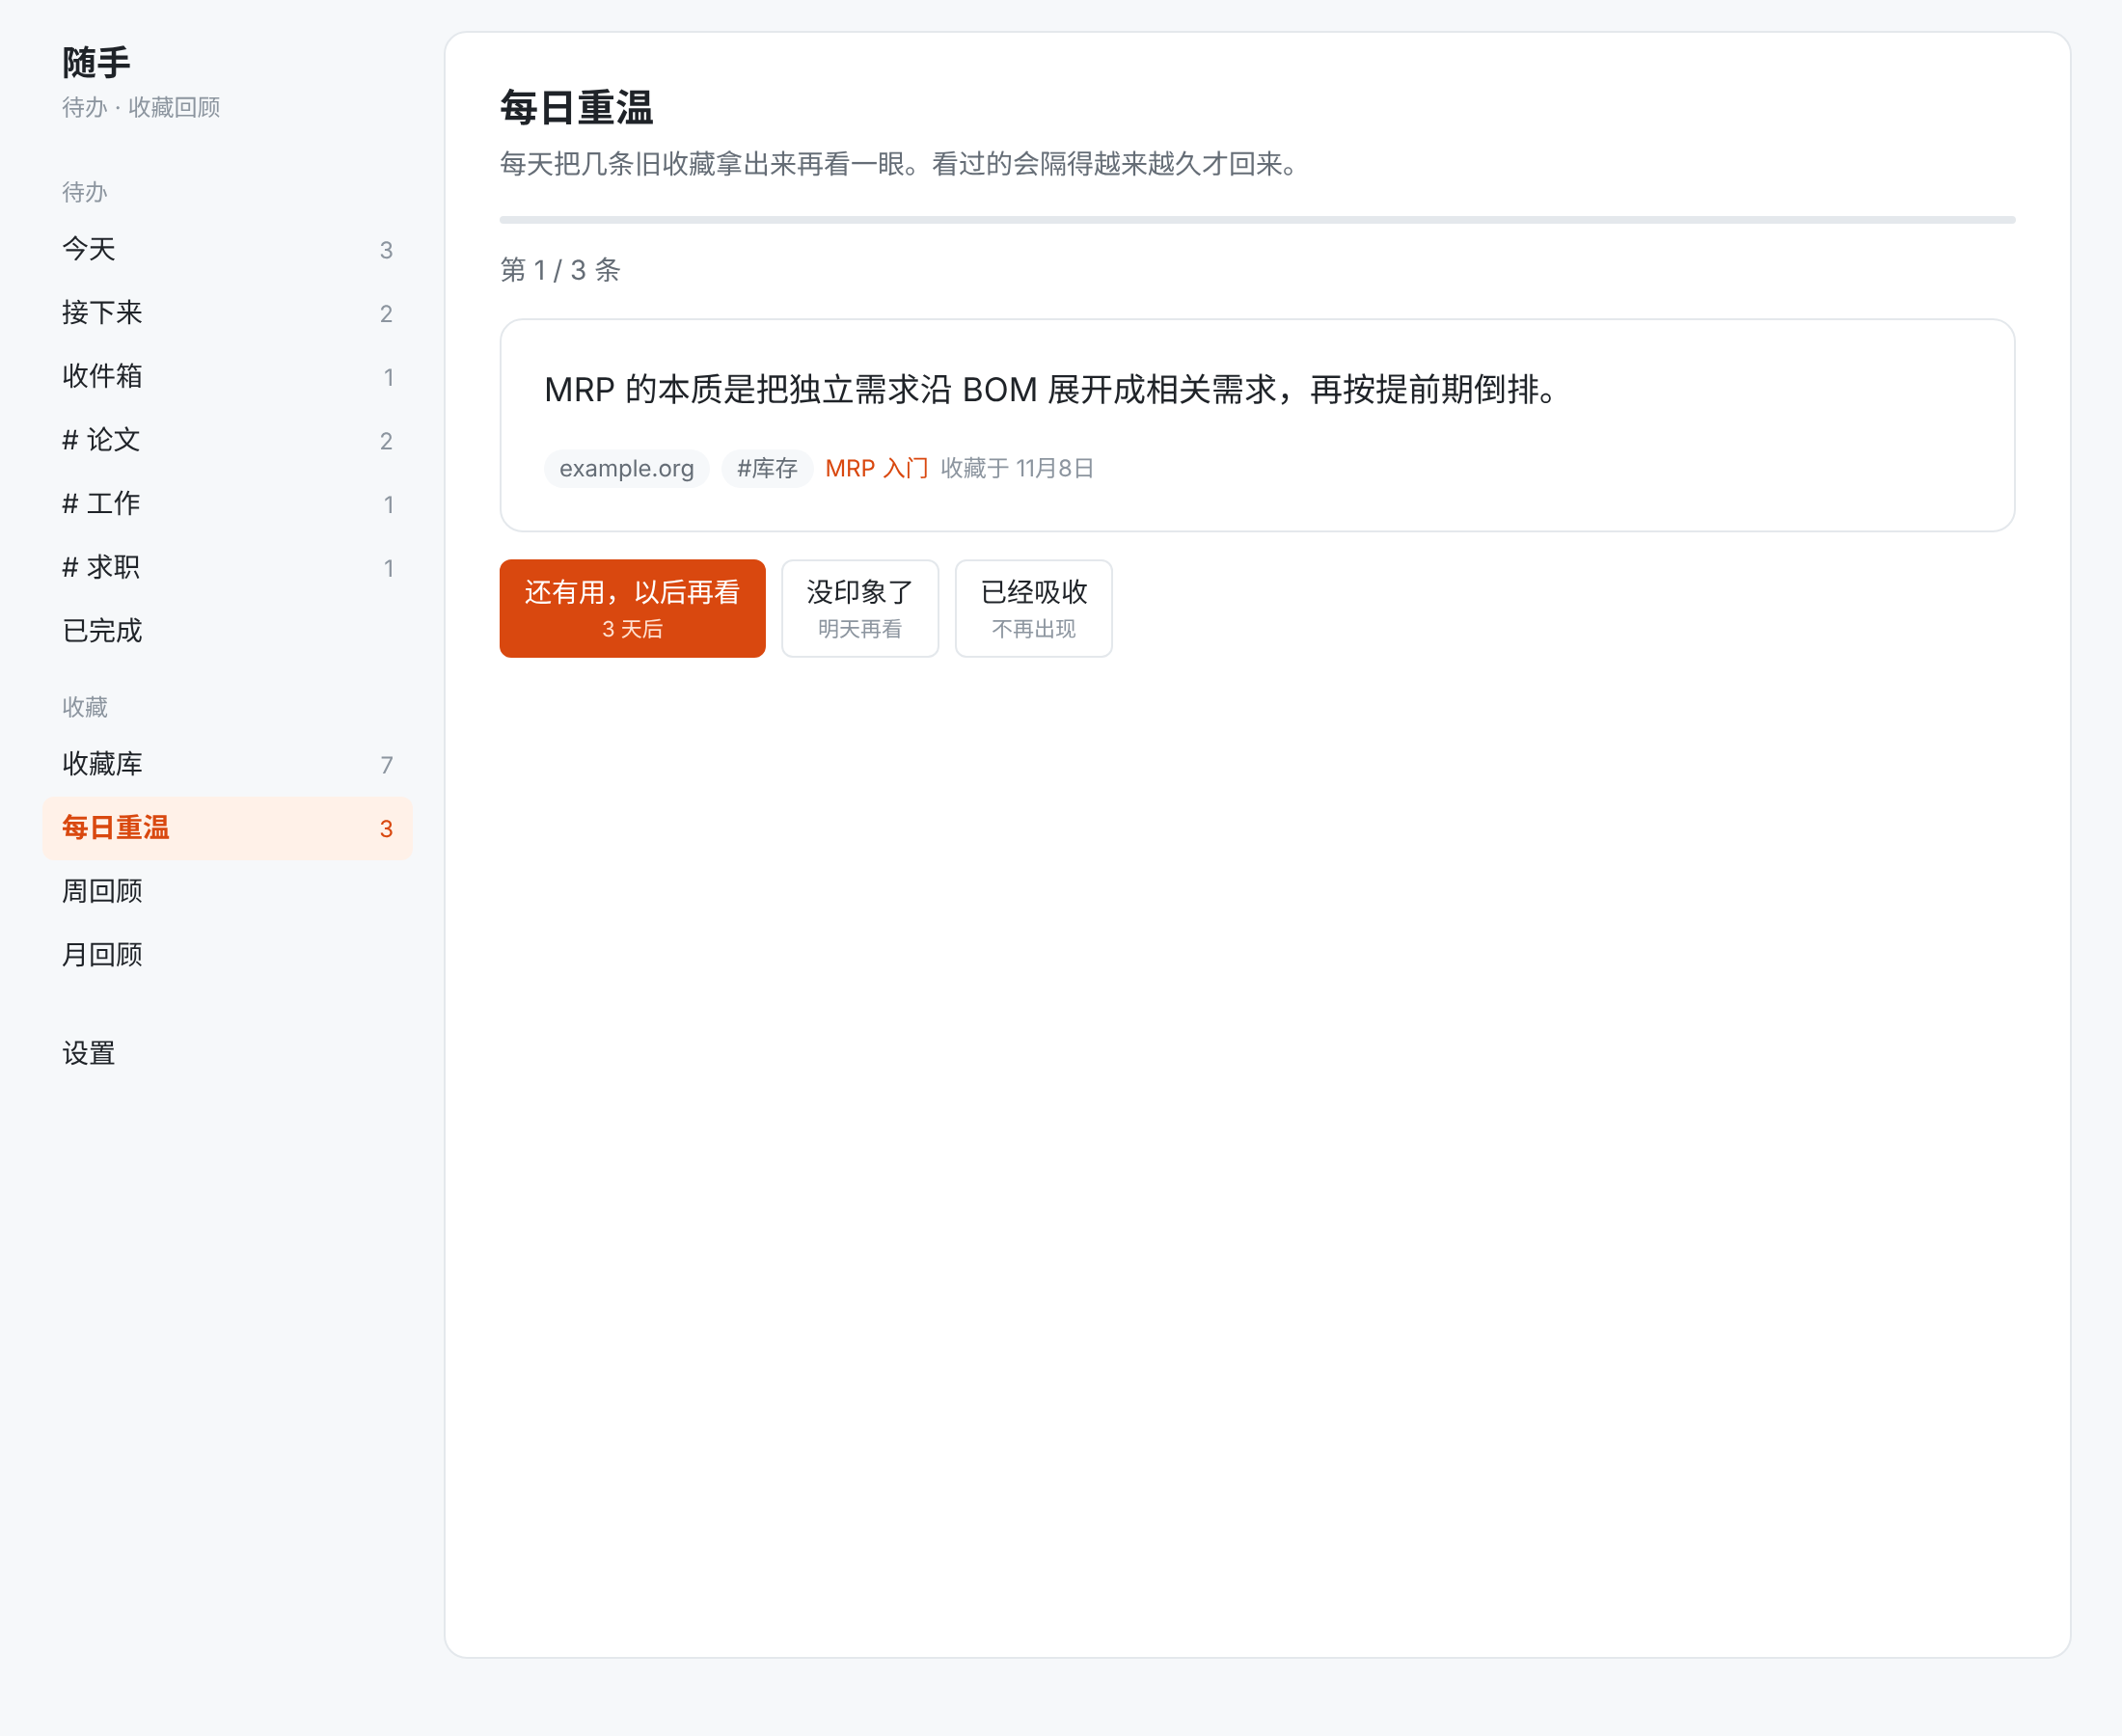 随手
待办 · 收藏回顾
待办
今天 3
接下来 2
收件箱 1
# 论文 2
# 工作 1
# 求职 1
已完成
收藏
收藏库 7
每日重温 3
周回顾
月回顾
设置
每日重温
每天把几条旧收藏拿出来再看一眼。看过的会隔得越来越久才回来。
第 1 / 3 条
MRP 的本质是把独立需求沿 BOM 展开成相关需求，再按提前期倒排。
example.org #库存 MRP 入门 收藏于 11月8日
还有用，以后再看 没印象了 已经吸收
3 天后 明天再看 不再出现